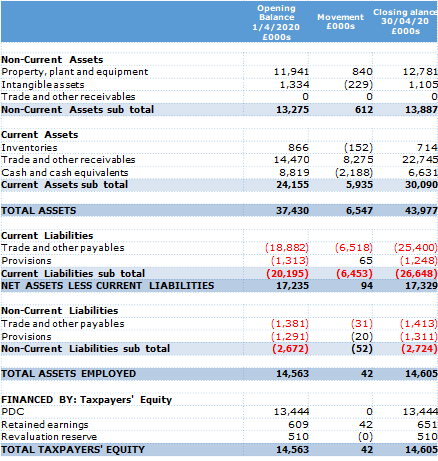 Opening Balance 1/4/2020 £000s Movement £000s Closing alance 30/04/20 £000s
Non-Current Assets
Property, plant and equipment 11,941 840 12,781
Intangible assets 1,334 (229) 1,105
Trade and other receivables 0 0 0
Non-Current Assets sub total 13,275 612 13,887
Current Assets
Inventories 866 (152) 714
Trade and other receivables 14,470 8,275 22,745
Cash and cash equivalents 8,819 (2,188) 6,631
Current Assets sub total 24,155 5,935 30,090
TOTAL ASSETS 37,430 6,547 43,977
Current Liabilities
Trade and other payables (18,882) (6,518) (25,400)
Provisions (1,313) 65 (1,248)
Current Liabilities sub total (20,195) (6,453) (26,648)
NET ASSETS LESS CURRENT LIABILITIES 17,235 94 17,329
Non-Current Liabilities
Trade and other payables (1,381) (31) (1,413)
Provisions (1,291) (20) (1,311)
Non-Current Liabilities sub total (2,672) (52) (2,724)
TOTAL ASSETS EMPLOYED 14,563 42 14,605
FINANCED BY: Taxpayers' Equity
PDC 13,444 0 13,444
Retained earnings 609 42 651
Revaluation reserve 510 (0) 510
TOTAL TAXPAYERS' EQUITY 14,563 42 14,605